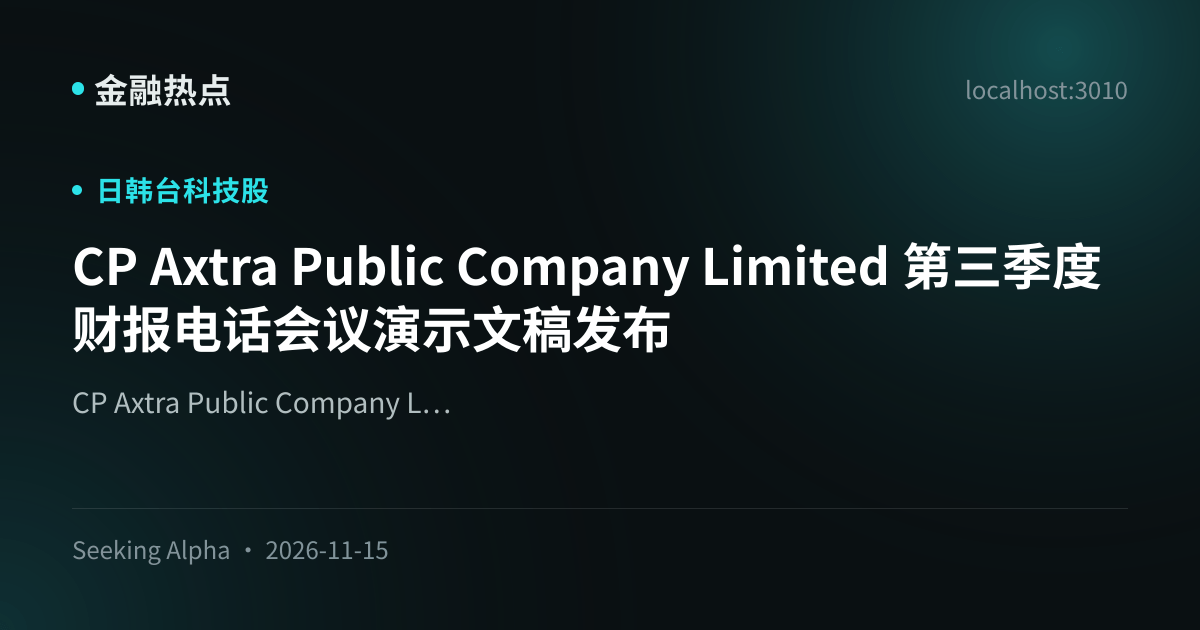 金融热点
localhost:3010
日韩台科技股
CP Axtra Public Company Limited 第三季度
财报电话会议演示文稿发布
CP Axtra Public Company L…
Seeking Alpha · 2026-11-15